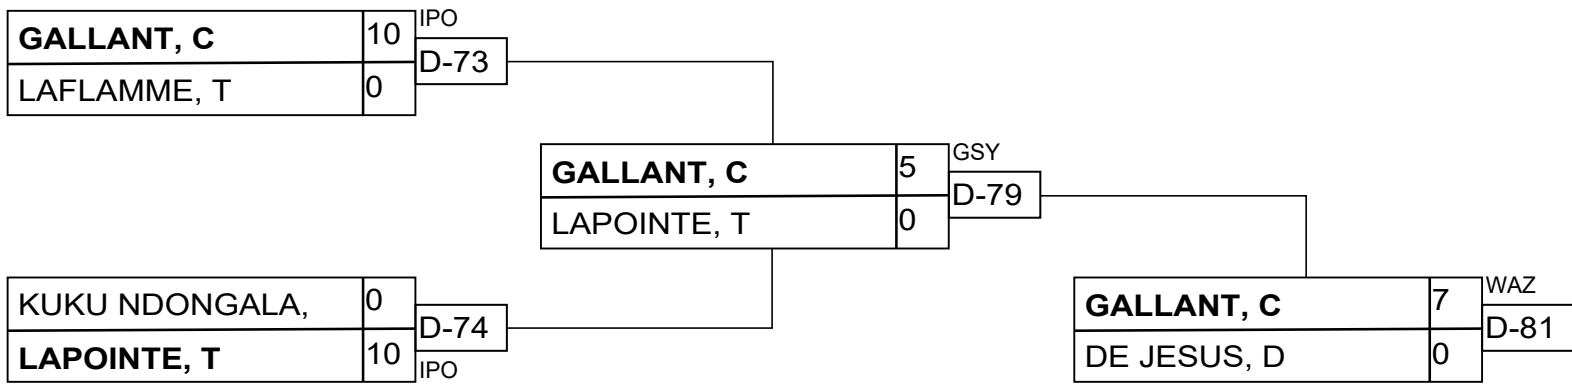 GALLANT, C 10 IPO
D-73
LAFLAMME, T 0
GALLANT, C 5 GSY
D-79
LAPOINTE, T 0
KUKU NDONGALA, 0
D-74
LAPOINTE, T 10 IPO
GALLANT, C 7 WAZ
D-81
DE JESUS, D 0